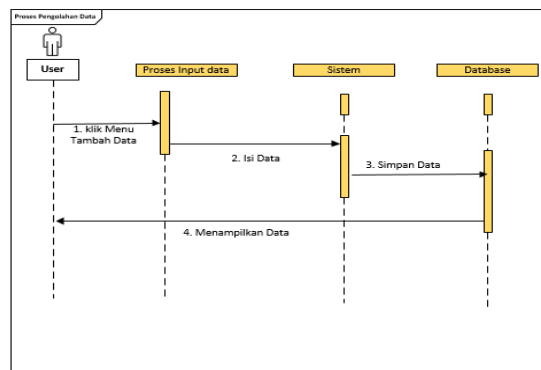 Proses Pengolahan Data
User
Proses Input data
Sistem
Database
1. klik Menu
Tambah Data
2. Isi Data
3. Simpan Data
4. Menampilkan Data